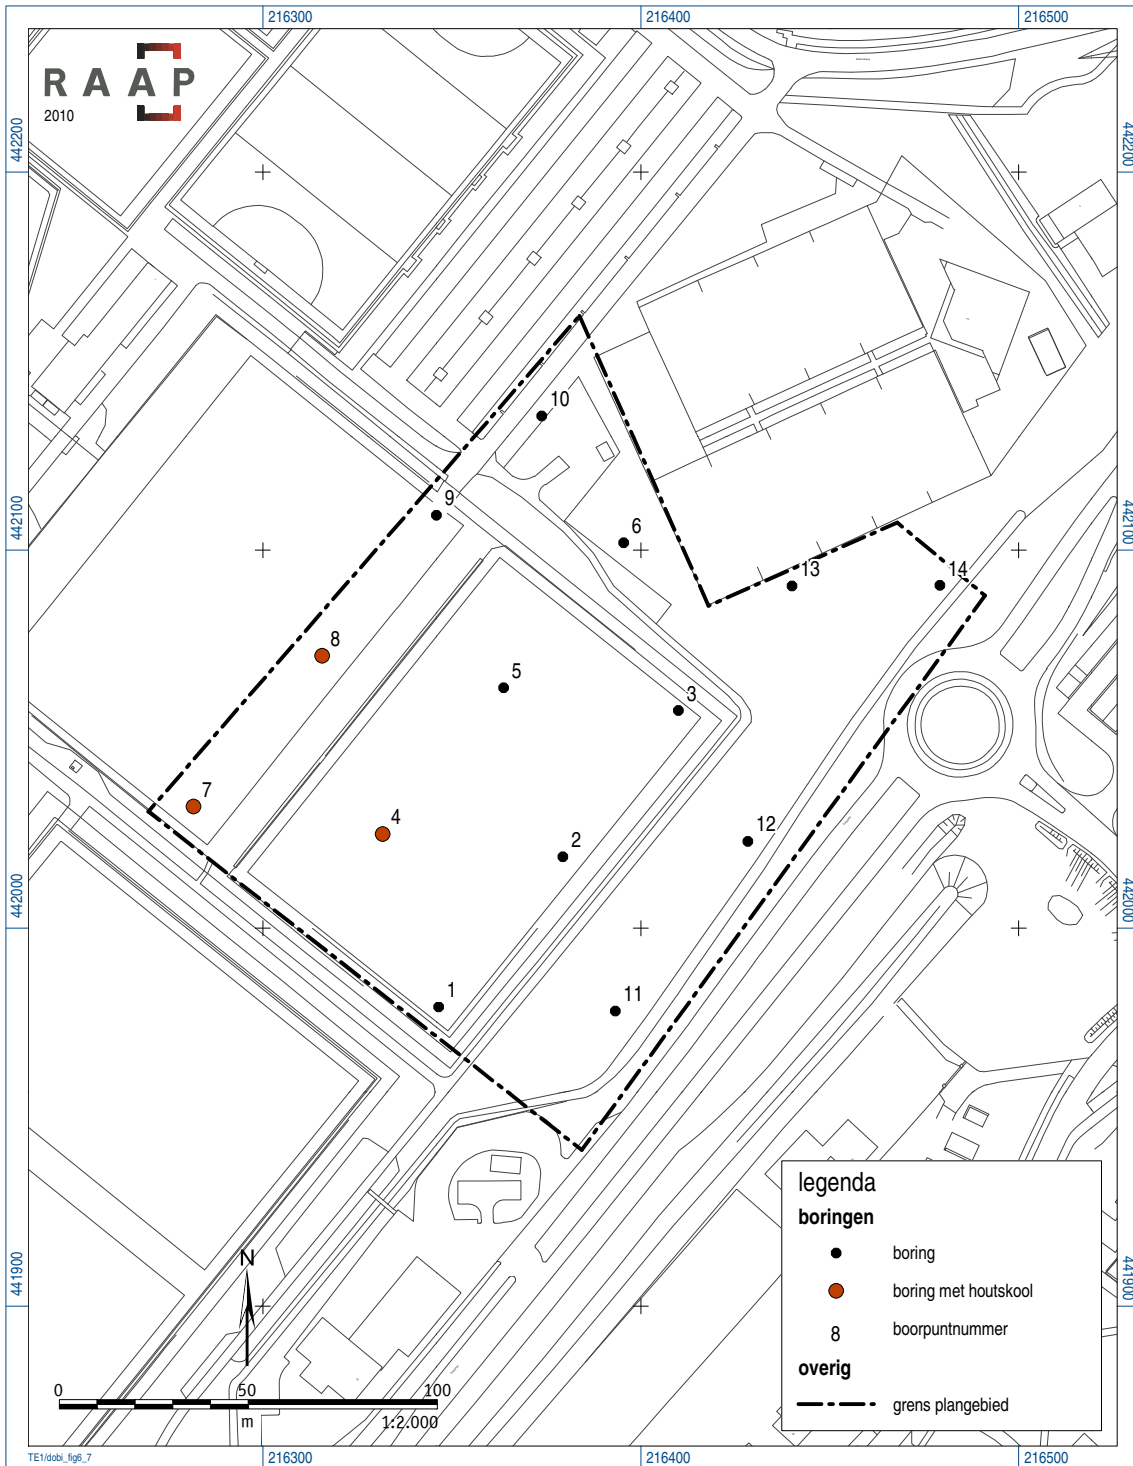 216300 216400 216500
RAAP
2010
442200 442200
10
9
6
442100 442100
13 14
8
5
3
7
4
12
2
442000 442000
1
11
legenda
boringen
boring
N
441900 441900
boring met houtskool
8 boorpuntnummer
overig
0 50 100
grens plangebied
m 1:2.000
TE1/dobi_fig6_7
216300 216400 216500